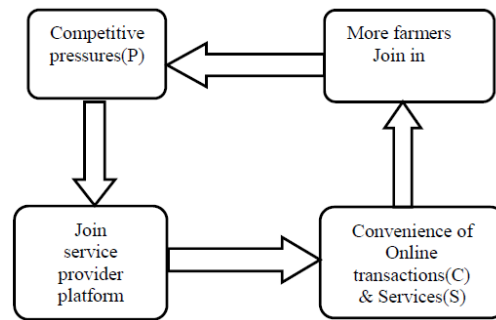 Competitive
pressures(P)
More farmers
Join in
Join
service
provider
platform
Convenience of
Online
transactions(C)
& Services(S)